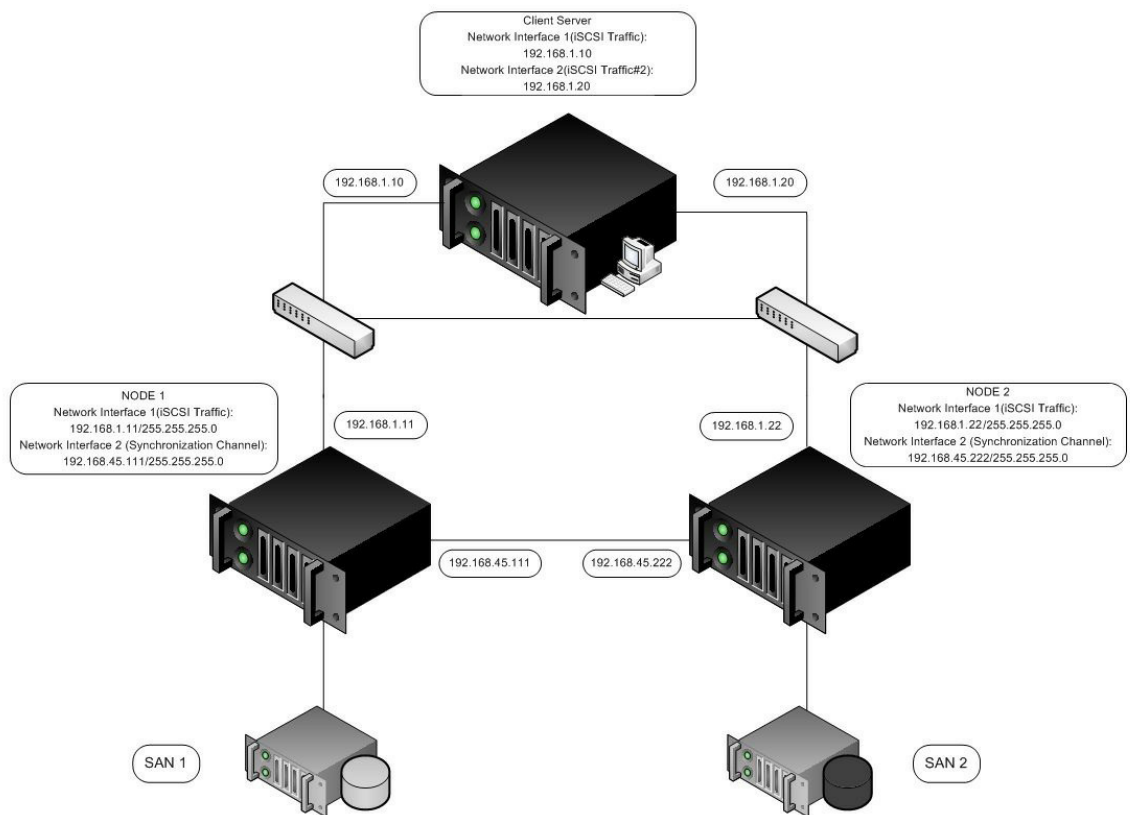 Client Server
Network Interface 1(iSCSI Traffic):
192.168.1.10
Network Interface 2(iSCSI Traffic#2):
192.168.1.20
192.168.1.10
192.168.1.20
NODE 1
Network Interface 1(iSCSI Traffic):
192.168.1.11/255.255.255.0
Network Interface 2 (Synchronization Channel):
192.168.45.111/255.255.255.0
NODE 2
Network Interface 1(iSCSI Traffic):
192.168.1.22/255.255.255.0
Network Interface 2 (Synchronization Channel):
192.168.45.222/255.255.255.0
192.168.1.11
192.168.1.22
192.168.45.111
192.168.45.222
SAN 1
SAN 2